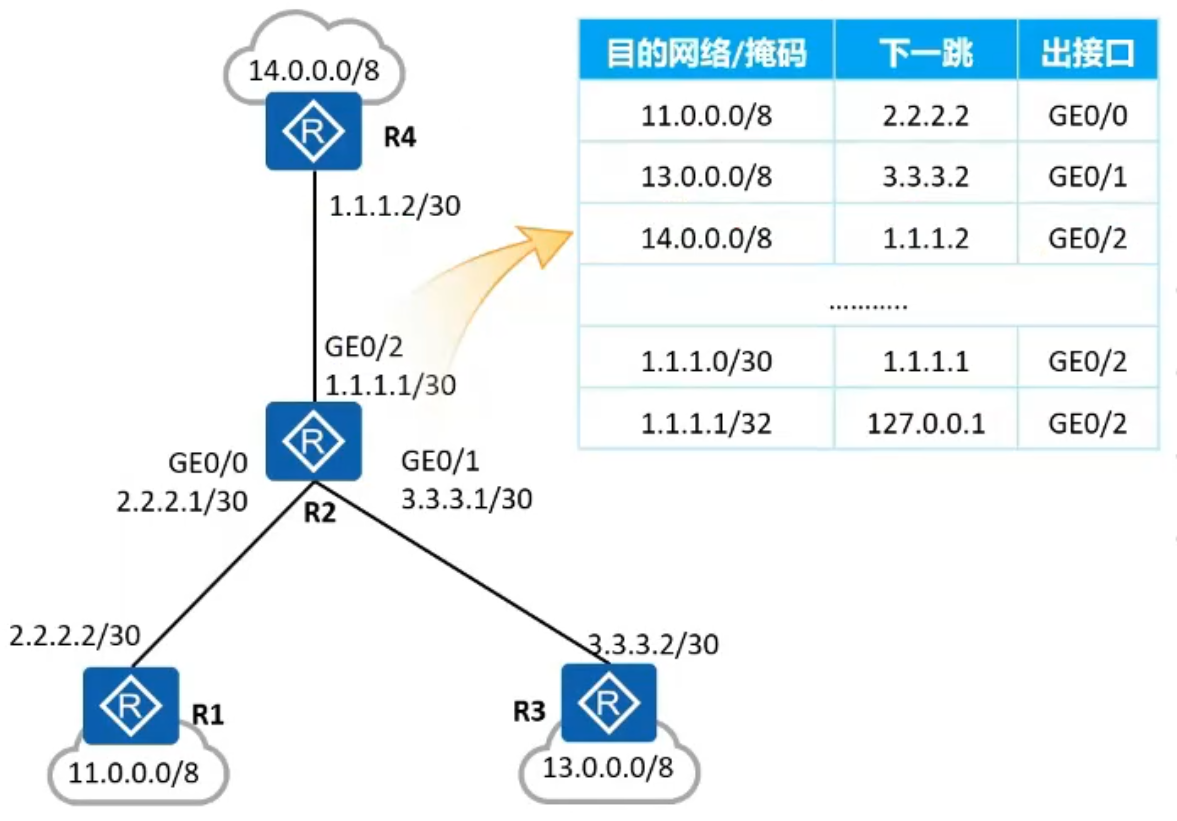 14.0.0.0/8
R
R4
1.1.1.2/30
GE0/2
1.1.1.1/30
R
GE0/0
2.2.2.1/30
GE0/1
3.3.3.1/30
R2
2.2.2.2/30
R
R1
11.0.0.0/8
3.3.3.2/30
R
R3
13.0.0.0/8
目的网络/掩码 下一跳 出接口
11.0.0.0/8 2.2.2.2 GE0/0
13.0.0.0/8 3.3.3.2 GE0/1
14.0.0.0/8 1.1.1.2 GE0/2
...........
1.1.1.0/30 1.1.1.1 GE0/2
1.1.1.1/32 127.0.0.1 GE0/2